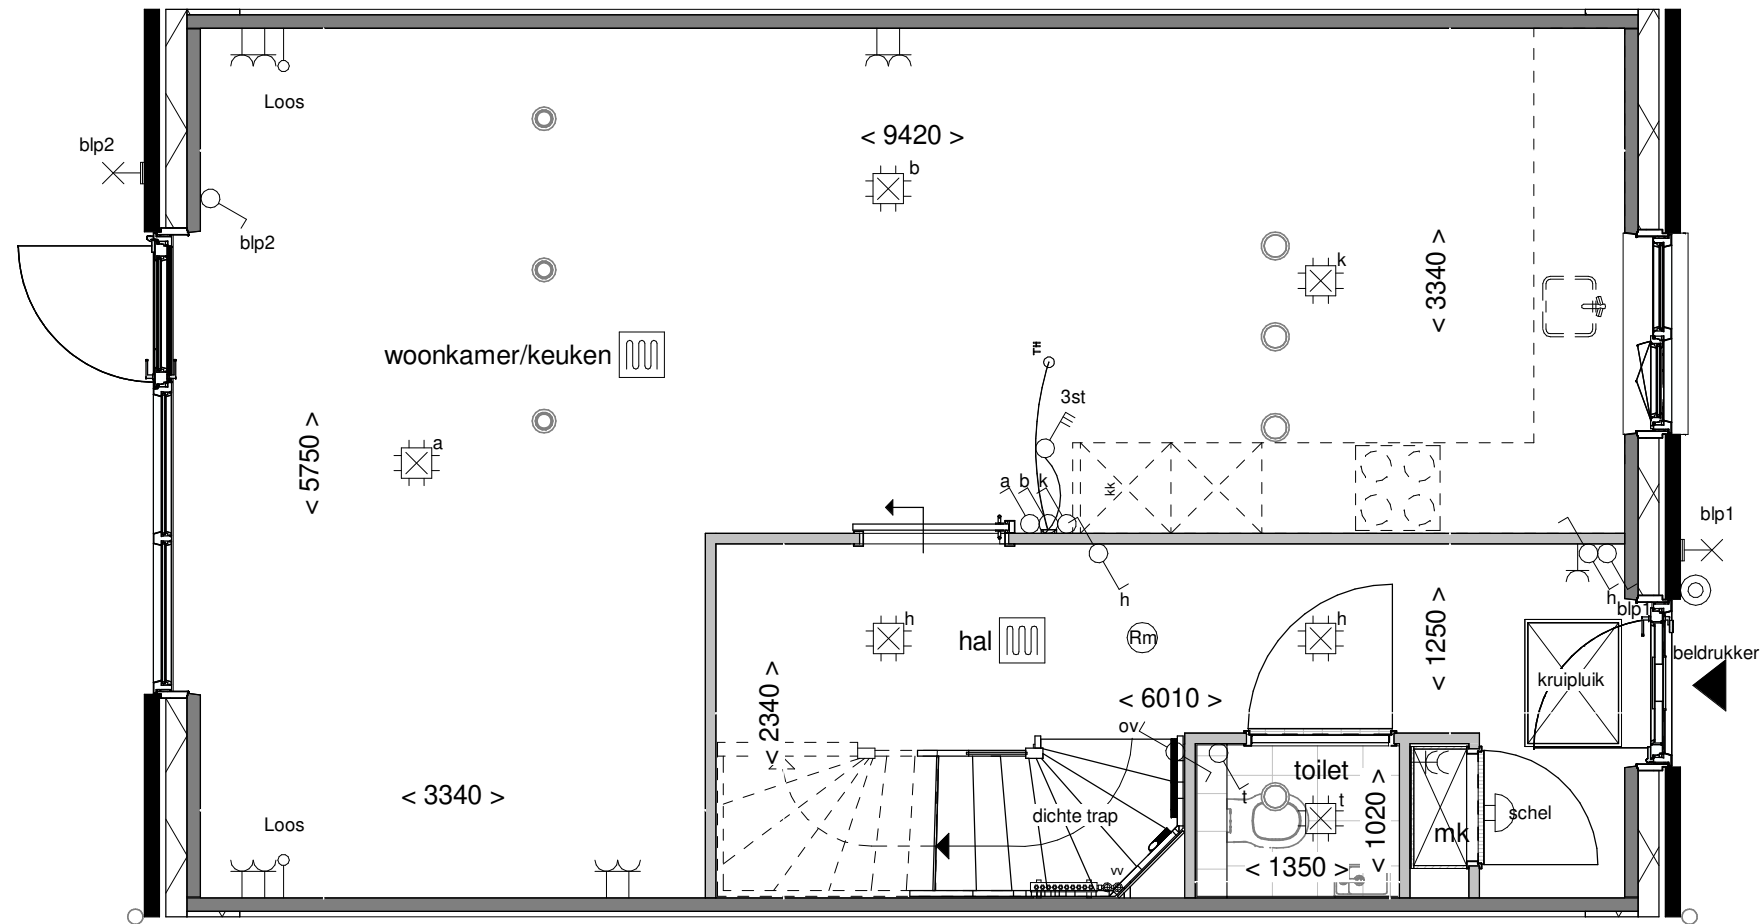 Loos
blp2
< 9420 >
b
blp2
k
< 3340 >
woonkamer/keuken
TH
3st
a
< 5750 >
a b k
kk
blp1
h
h
blp1
h
hal
Rm
h
< 1250 >
beldrukker
kruipluik
< 2340 >
< 6010 >
ov
toilet
t
t
< 3340 >
dichte trap
< 1020 >
schel
Loos
mk
vv
< 1350 >